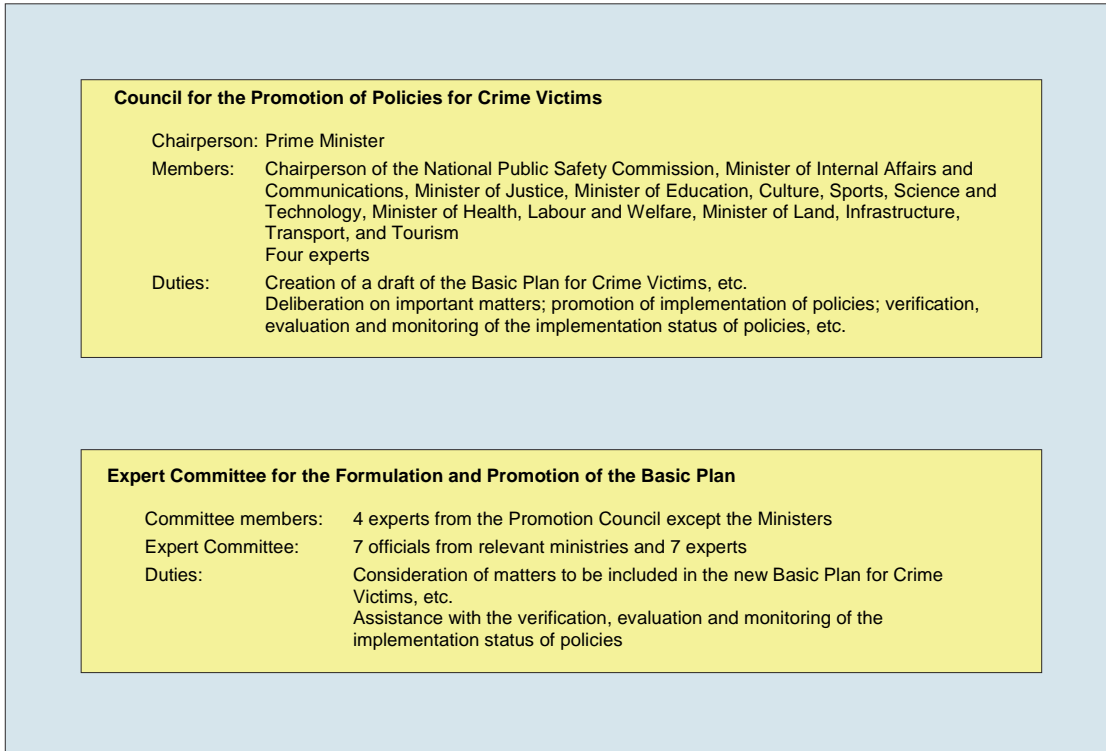 Council for the Promotion of Policies for Crime Victims
Chairperson: Prime Minister
Members: Chairperson of the National Public Safety Commission, Minister of Internal Affairs and
Communications, Minister of Justice, Minister of Education, Culture, Sports, Science and
Technology, Minister of Health, Labour and Welfare, Minister of Land, Infrastructure,
Transport, and Tourism
Four experts
Duties: Creation of a draft of the Basic Plan for Crime Victims, etc.
Deliberation on important matters; promotion of implementation of policies; verification,
evaluation and monitoring of the implementation status of policies, etc.
Expert Committee for the Formulation and Promotion of the Basic Plan
Committee members: 4 experts from the Promotion Council except the Ministers
Expert Committee: 7 officials from relevant ministries and 7 experts
Duties: Consideration of matters to be included in the new Basic Plan for Crime
Victims, etc.
Assistance with the verification, evaluation and monitoring of the
implementation status of policies